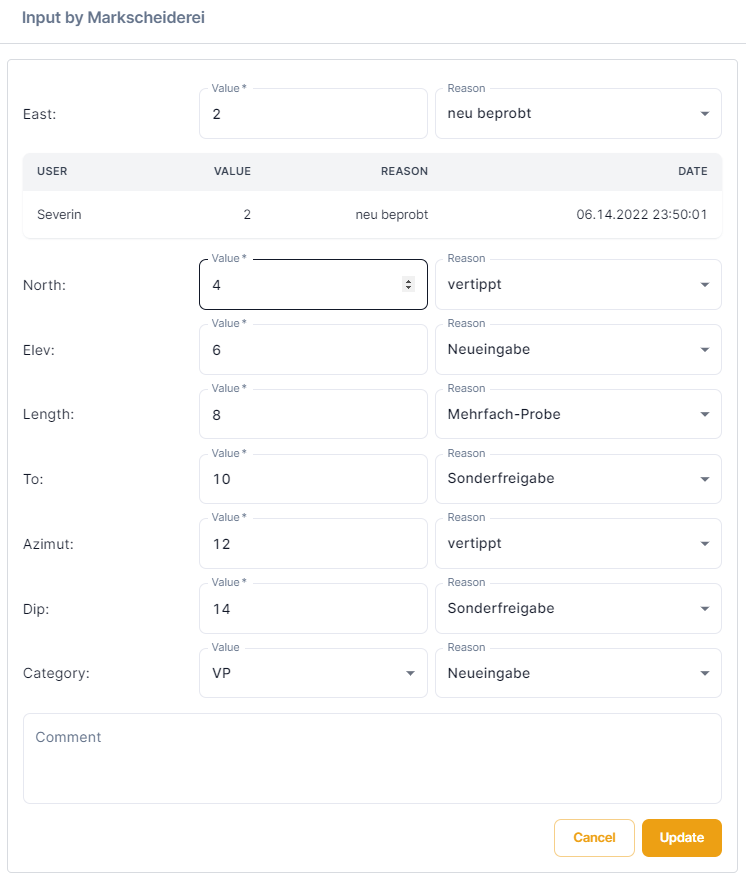 Input by Markscheiderei
Value *
Reason
East:
2
neu beprobt
USER VALUE REASON DATE
Severin 2 neu beprobt 06.14.2022 23:50:01
Value *
Reason
North:
4
vertippt
Value *
Reason
Elev:
6
Neueingabe
Value *
Reason
Length:
8
Mehrfach-Probe
Value *
Reason
To:
10
Sonderfreigabe
Value *
Reason
Azimut:
12
vertippt
Value *
Reason
Dip:
14
Sonderfreigabe
Value
Reason
Category:
VP
Neueingabe
Comment
Cancel
Update